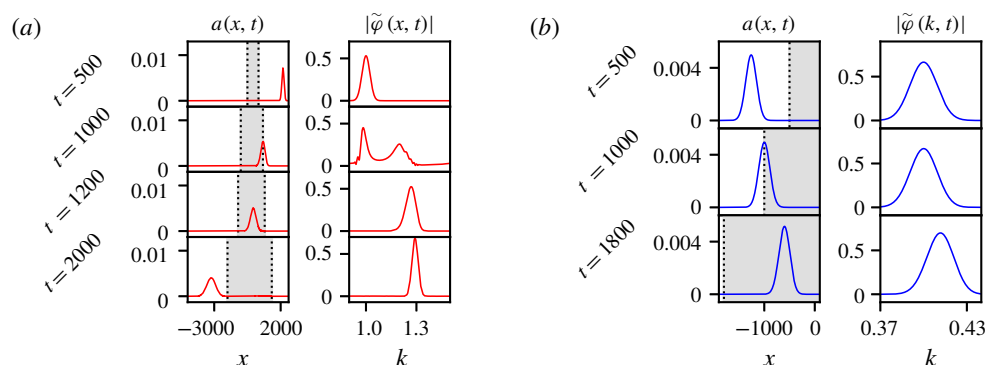 (a)
a(x, t)
|φ̃ (x, t)|
t = 500
0.01
0
0.5
0
t = 1000
0.01
0
0.5
0
t = 1200
0.01
0
0.5
0
t = 2000
0.01
0
0.5
0
−3000
2000
1.0
1.3
x
k
(b)
a(x, t)
|φ̃ (k, t)|
t = 500
0.004
0
0.5
0
t = 1000
0.004
0
0.5
0
t = 1800
0.004
0
0.5
0
−1000
0
0.37
0.43
x
k